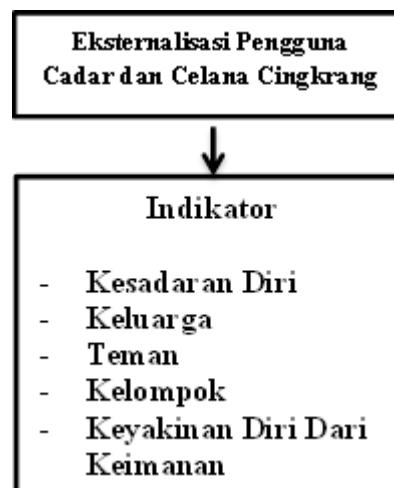 Eksternalisasi Pengguna
Cadar dan Celana Cingkrang
Indikator
- Kesadaran Diri
- Keluarga
- Teman
- Kelompok
- Keyakinan Diri Dari
Keimanan